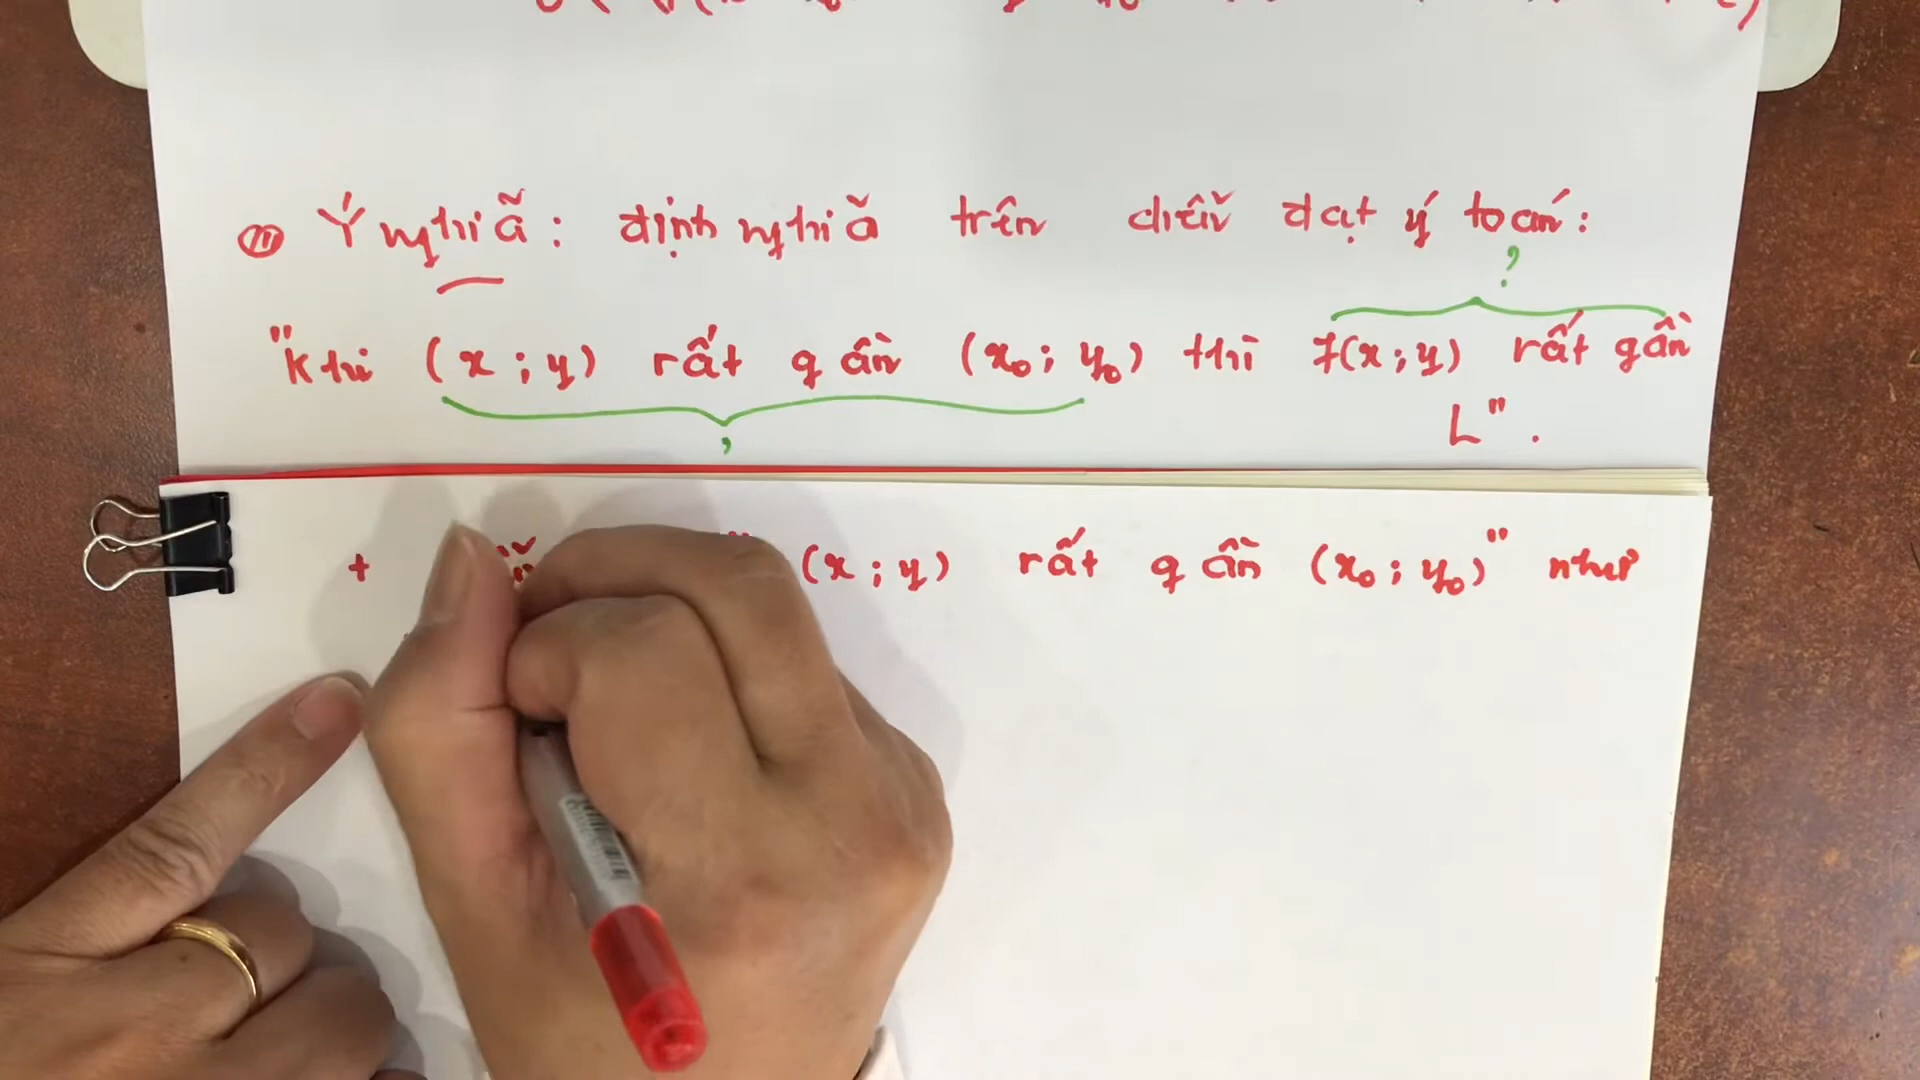 Ý nghĩa: định nghĩa trên diễn đạt ý toán:
?
"Khi (x; y) rất gần (x₀; y₀) thì f(x; y) rất gần
L".
?
+ " (x; y) rất gần (x₀; y₀)" như